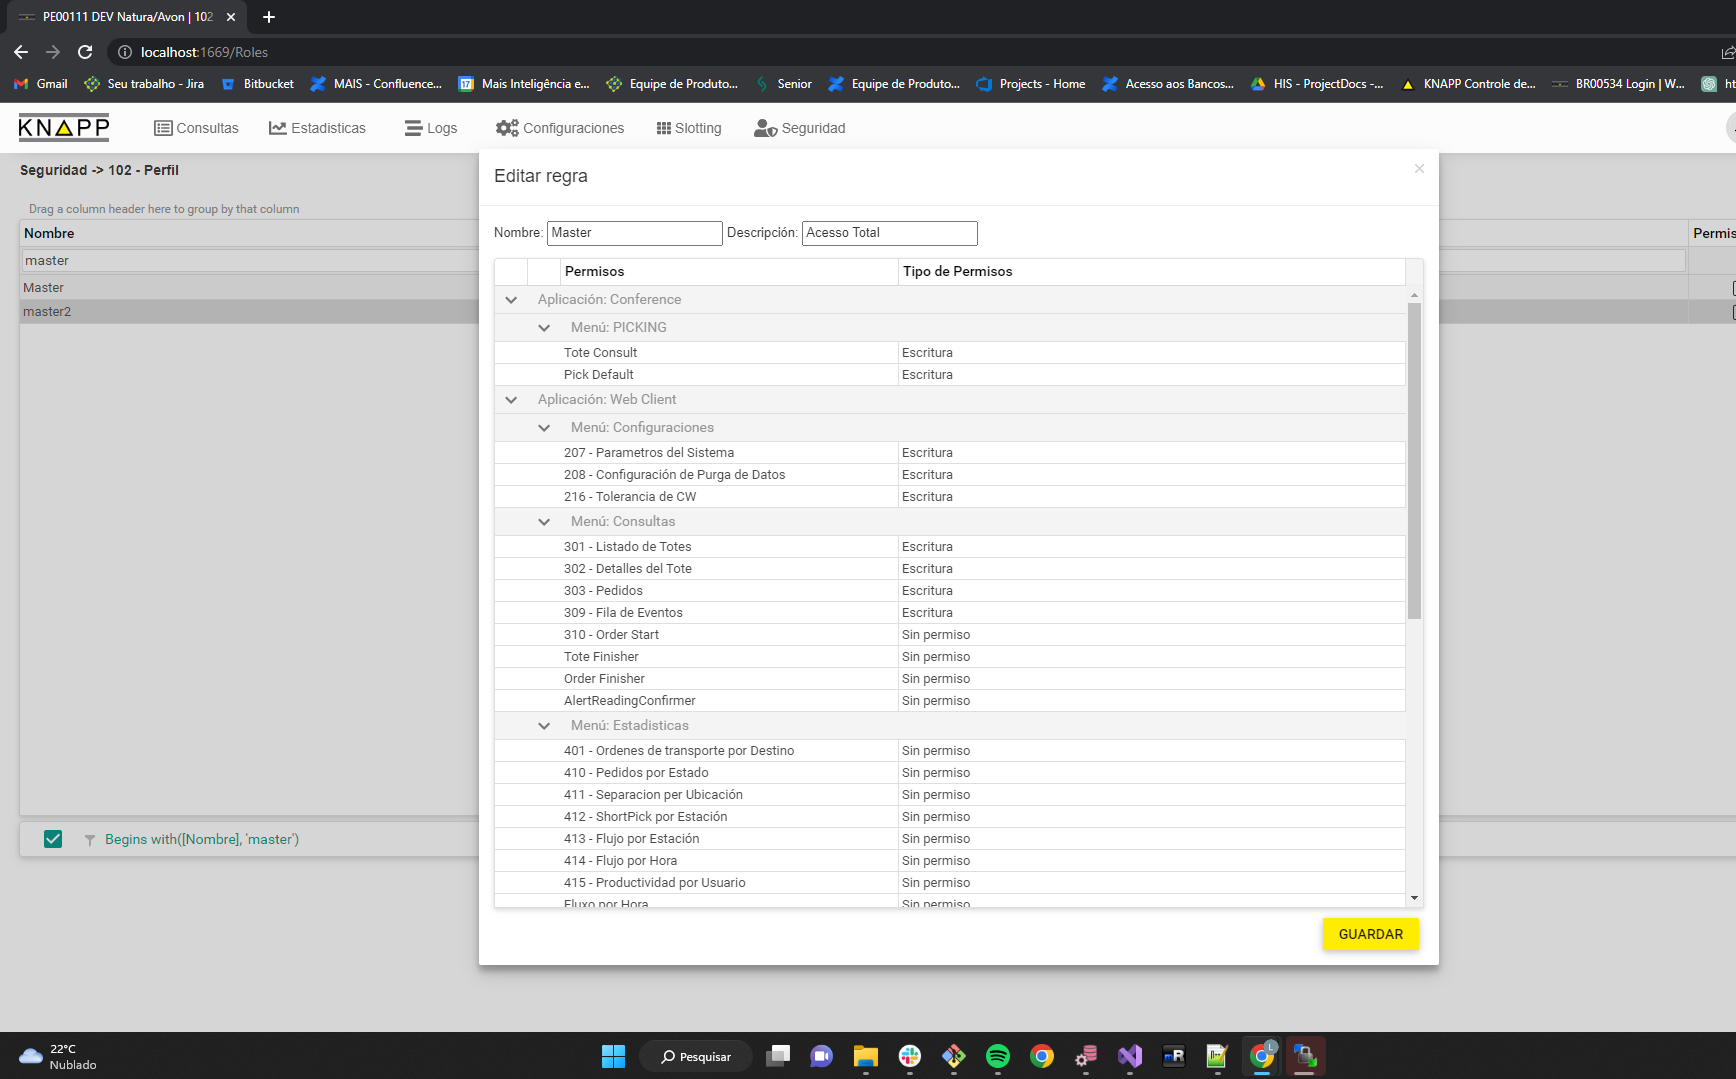 PE00111 DEV Natura/Avon | 102
localhost:1669/Roles
Gmail Seu trabalho - Jira Bitbucket MAIS - Confluence... Mais Inteligência e... Equipe de Produto... Senior Equipe de Produto... Projects - Home Acesso aos Bancos... HIS - ProjectDocs -... KNAPP Controle de... BR00534 Login | W...
KNAPP Consultas Estadisticas Logs Configuraciones Slotting Seguridad
Seguridad -> 102 - Perfil
Drag a column header here to group by that column
Nombre
master
Master
master2
Begins with([Nombre], 'master')
Editar regra
Nombre: Master Descripción: Acesso Total
Permisos Tipo de Permisos
Aplicación: Conference
Menú: PICKING
Tote Consult Escritura
Pick Default Escritura
Aplicación: Web Client
Menú: Configuraciones
207 - Parametros del Sistema Escritura
208 - Configuración de Purga de Datos Escritura
216 - Tolerancia de CW Escritura
Menú: Consultas
301 - Listado de Totes Escritura
302 - Detalles del Tote Escritura
303 - Pedidos Escritura
309 - Fila de Eventos Escritura
310 - Order Start Sin permiso
Tote Finisher Sin permiso
Order Finisher Sin permiso
AlertReadingConfirmer Sin permiso
Menú: Estadisticas
401 - Ordenes de transporte por Destino Sin permiso
410 - Pedidos por Estado Sin permiso
411 - Separacion per Ubicación Sin permiso
412 - ShortPick por Estación Sin permiso
413 - Flujo por Estación Sin permiso
414 - Flujo por Hora Sin permiso
415 - Productividad por Usuario Sin permiso
Fluxo por Hora Sin permiso
GUARDAR
22°C
Nublado
Pesquisar